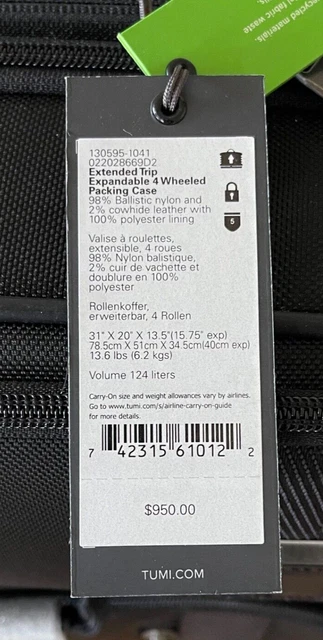 recycled materials.
l fabric waste
130595-1041
022028669D2
Extended Trip
Expandable 4 Wheeled
Packing Case
98% Ballistic nylon and
2% cowhide leather with
100% polyester lining
Valise à roulettes,
extensible, 4 roues
98% Nylon balistique,
2% cuir de vachette et
doublure en 100%
polyester
Rollenkoffer,
erweiterbar, 4 Rollen
31" X 20" X 13.5"(15.75" exp)
78.5cm X 51cm X 34.5cm(40cm exp)
13.6 lbs (6.2 kgs)
Volume 124 liters
Carry-On size and weight allowances vary by airlines.
Go to www.tumi.com/s/airline-carry-on-guide
for more details.
7 42315 61012 2
$950.00
TUMI.COM
5